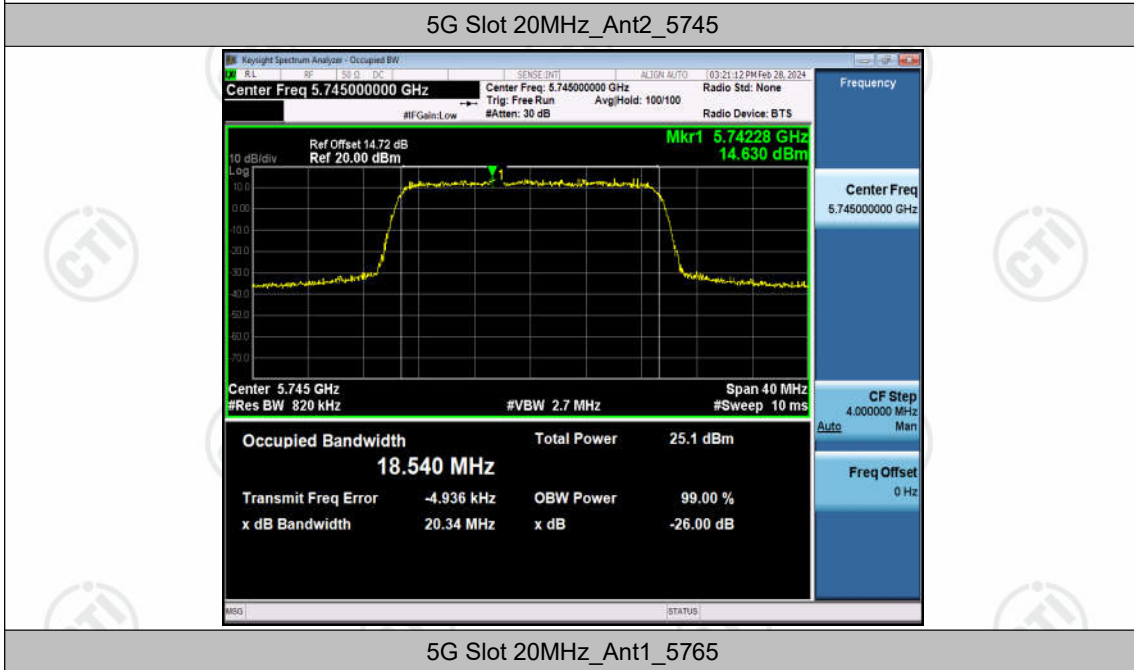 5G Slot 20MHz_Ant2_5745
Keysight Spectrum Analyzer - Occupied BW
RL RF 50 Ω DC SENSE:INT ALIGN AUTO 03:21:12 PM Feb 28, 2024
Center Freq 5.745000000 GHz Center Freq: 5.745000000 GHz Radio Std: None Frequency
Trig: Free Run Avg|Hold: 100/100
#IFGain:Low #Atten: 30 dB Radio Device: BTS
Mkr1 5.74228 GHz
Ref Offset 14.72 dB 14.630 dBm
10 dB/div Ref 20.00 dBm
Log
1
10.0
0.00
-10.0
-20.0
-30.0
-40.0
-50.0
-60.0
-70.0
Center Freq
5.745000000 GHz
Center 5.745 GHz Span 40 MHz
#Res BW 820 kHz #VBW 2.7 MHz #Sweep 10 ms
CF Step
4.000000 MHz
Auto Man
Occupied Bandwidth Total Power 25.1 dBm
18.540 MHz
Freq Offset
0 Hz
Transmit Freq Error -4.936 kHz OBW Power 99.00 %
x dB Bandwidth 20.34 MHz x dB -26.00 dB
MSG STATUS
CTI
CTI
CTI
CTI
5G Slot 20MHz_Ant1_5765